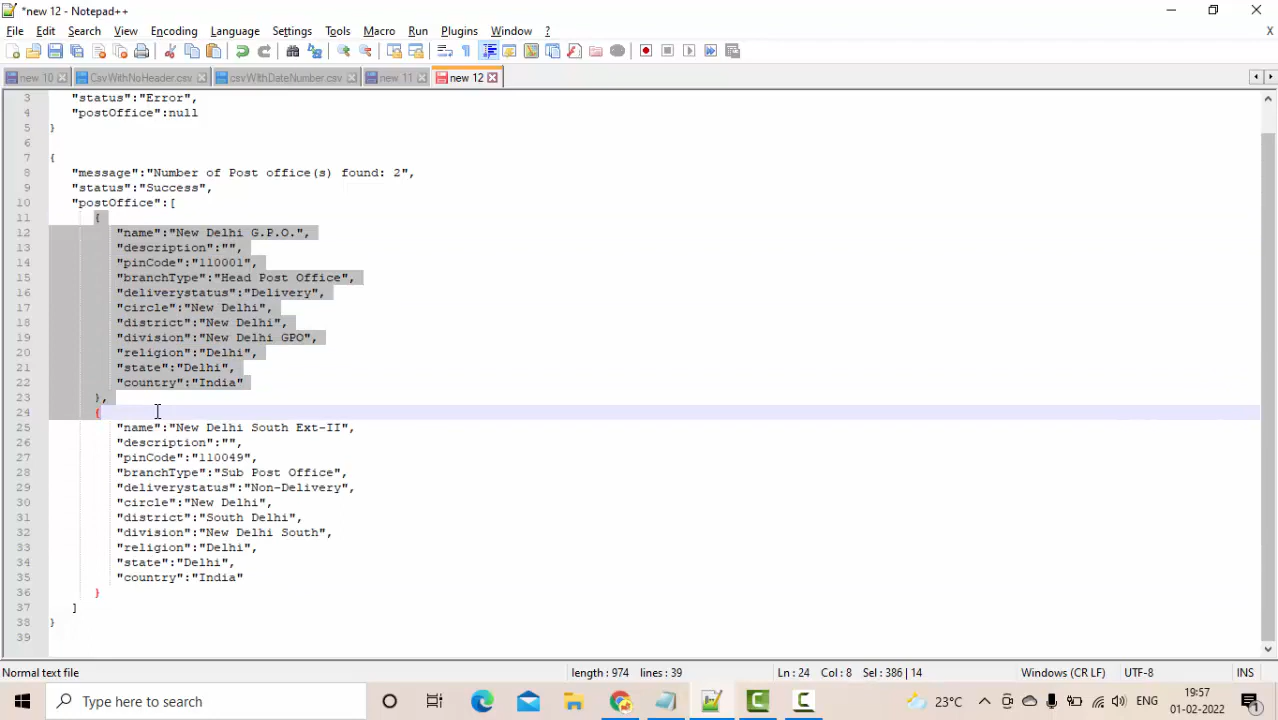 *new 12 - Notepad++
File Edit Search View Encoding Language Settings Tools Macro Run Plugins Window ?
X
new 10 CsvWithNoHeader.csv csvWithDateNumber.csv new 11 new 12
3 "status":"Error",
4 "postOffice":null
5 }
6
7 {
8 "message":"Number of Post office(s) found: 2",
9 "status":"Success",
10 "postOffice":[
11 {
12 "name":"New Delhi G.P.O.",
13 "description":"",
14 "pinCode":"110001",
15 "branchType":"Head Post Office",
16 "deliverystatus":"Delivery",
17 "circle":"New Delhi",
18 "district":"New Delhi",
19 "division":"New Delhi GPO",
20 "religion":"Delhi",
21 "state":"Delhi",
22 "country":"India"
23 },
24 {
25 "name":"New Delhi South Ext-II",
26 "description":"",
27 "pinCode":"110049",
28 "branchType":"Sub Post Office",
29 "deliverystatus":"Non-Delivery",
30 "circle":"New Delhi",
31 "district":"South Delhi",
32 "division":"New Delhi South",
33 "religion":"Delhi",
34 "state":"Delhi",
35 "country":"India"
36 }
37 ]
38 }
39
Normal text file length : 974 lines : 39 Ln : 24 Col : 8 Sel : 386 | 14 Windows (CR LF) UTF-8 INS
Type here to search 23°C ENG 19:57
01-02-2022